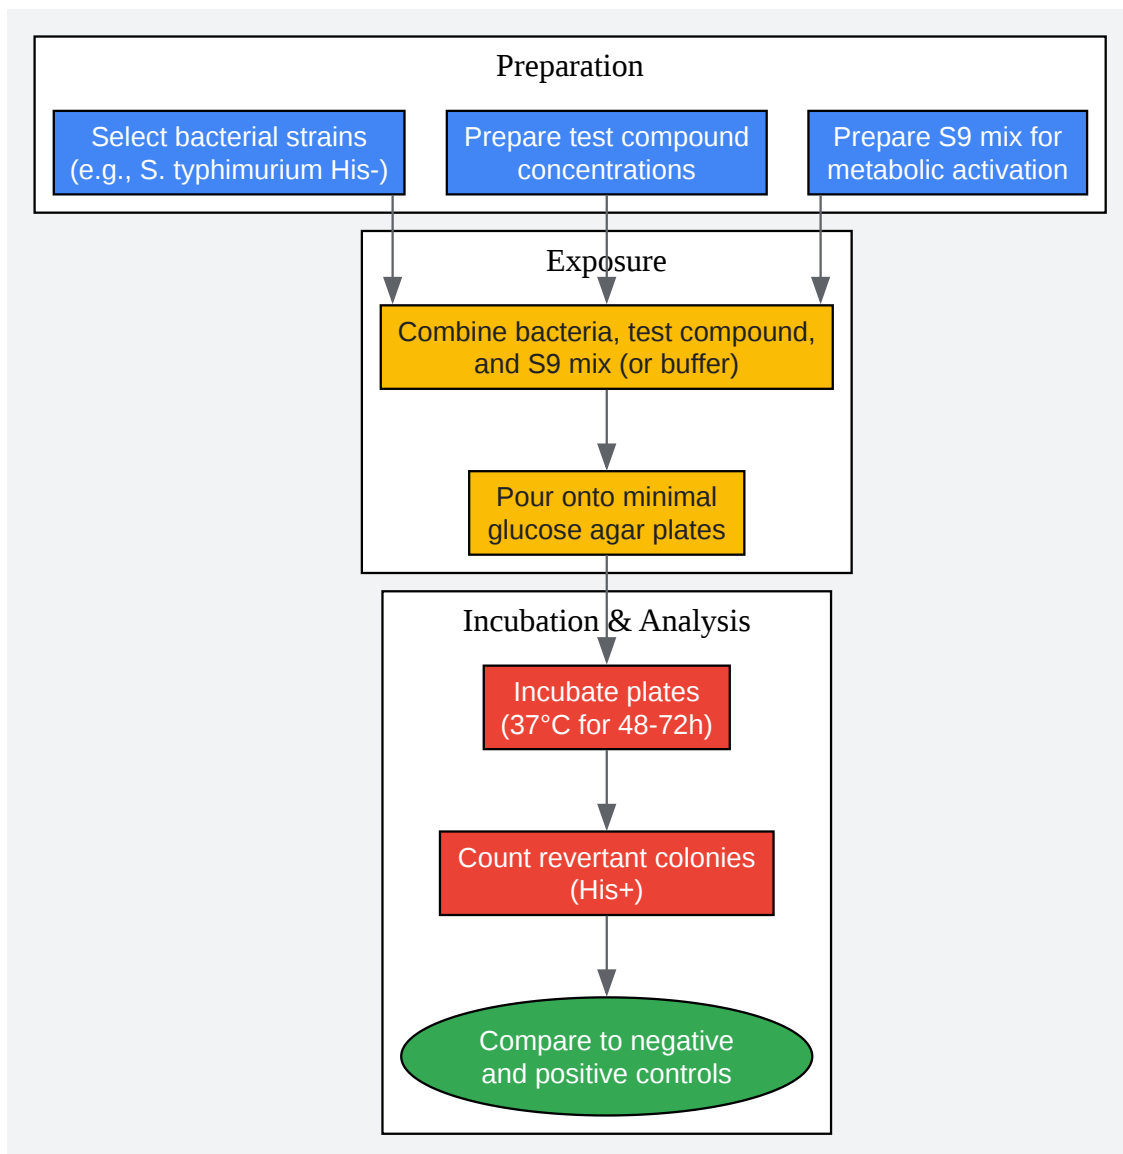 Preparation
Select bacterial strains
(e.g., S. typhimurium His-)
Prepare test compound
concentrations
Prepare S9 mix for
metabolic activation
Exposure
Combine bacteria, test compound,
and S9 mix (or buffer)
Pour onto minimal
glucose agar plates
Incubation & Analysis
Incubate plates
(37°C for 48-72h)
Count revertant colonies
(His+)
Compare to negative
and positive controls